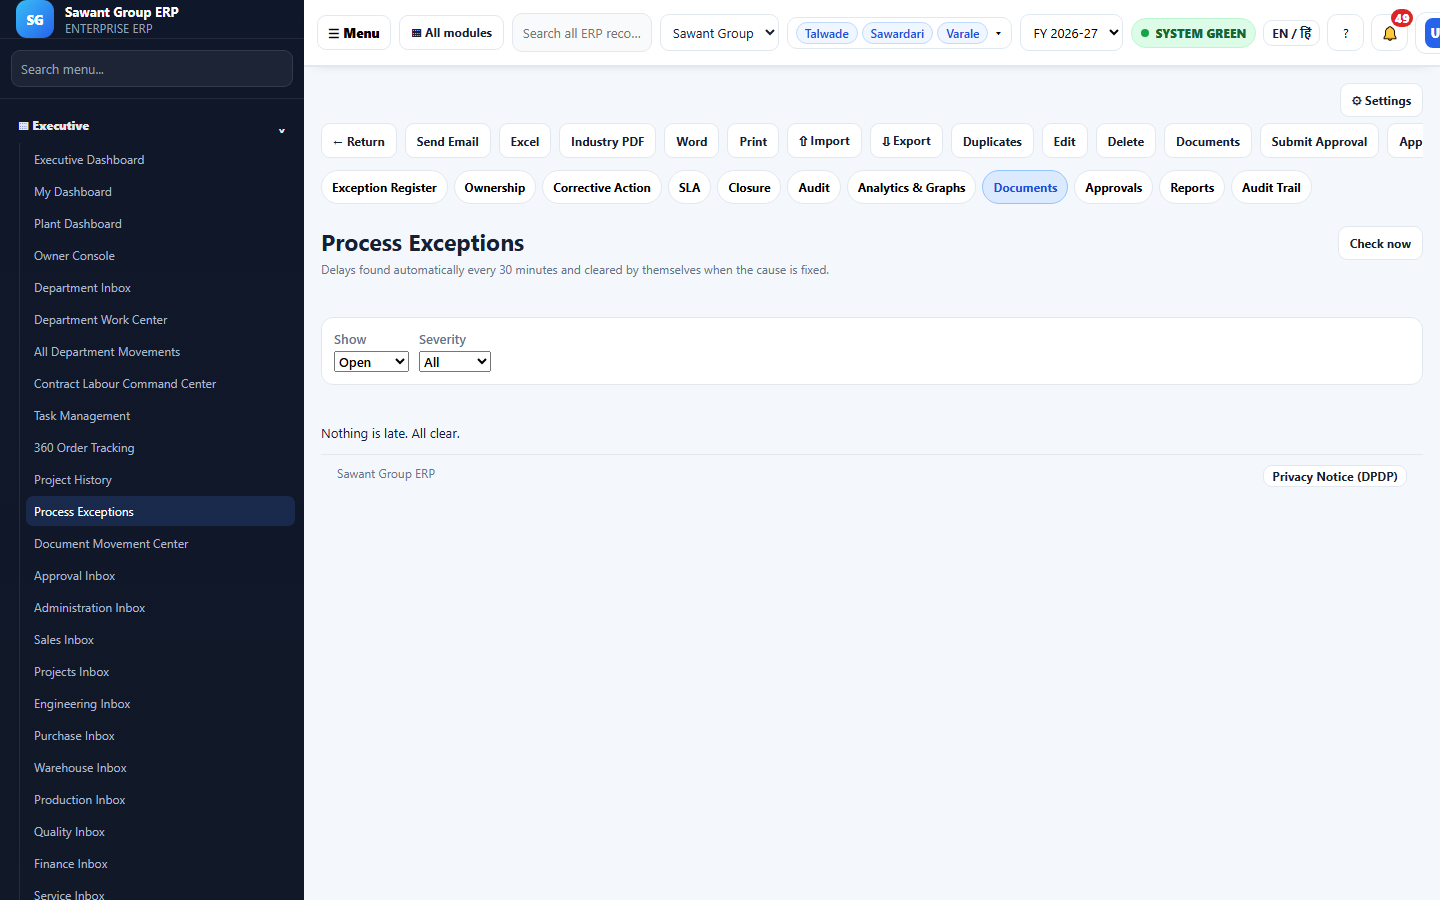 SG
Sawant Group ERP
ENTERPRISE ERP
Search menu...
Executive
Executive Dashboard
My Dashboard
Plant Dashboard
Owner Console
Department Inbox
Department Work Center
All Department Movements
Contract Labour Command Center
Task Management
360 Order Tracking
Project History
Process Exceptions
Document Movement Center
Approval Inbox
Administration Inbox
Sales Inbox
Projects Inbox
Engineering Inbox
Purchase Inbox
Warehouse Inbox
Production Inbox
Quality Inbox
Finance Inbox
Service Inbox
☰ Menu
All modules
Search all ERP reco...
Sawant Group
Talwade Sawardari Varale
FY 2026-27
SYSTEM GREEN
EN / हिं
?
49
U
⚙ Settings
← Return Send Email Excel Industry PDF Word Print ⇧ Import ⇩ Export Duplicates Edit Delete Documents Submit Approval App
Exception Register Ownership Corrective Action SLA Closure Audit Analytics & Graphs Documents Approvals Reports Audit Trail
Process Exceptions
Check now
Delays found automatically every 30 minutes and cleared by themselves when the cause is fixed.
Show Severity
Open All
Nothing is late. All clear.
Sawant Group ERP
Privacy Notice (DPDP)